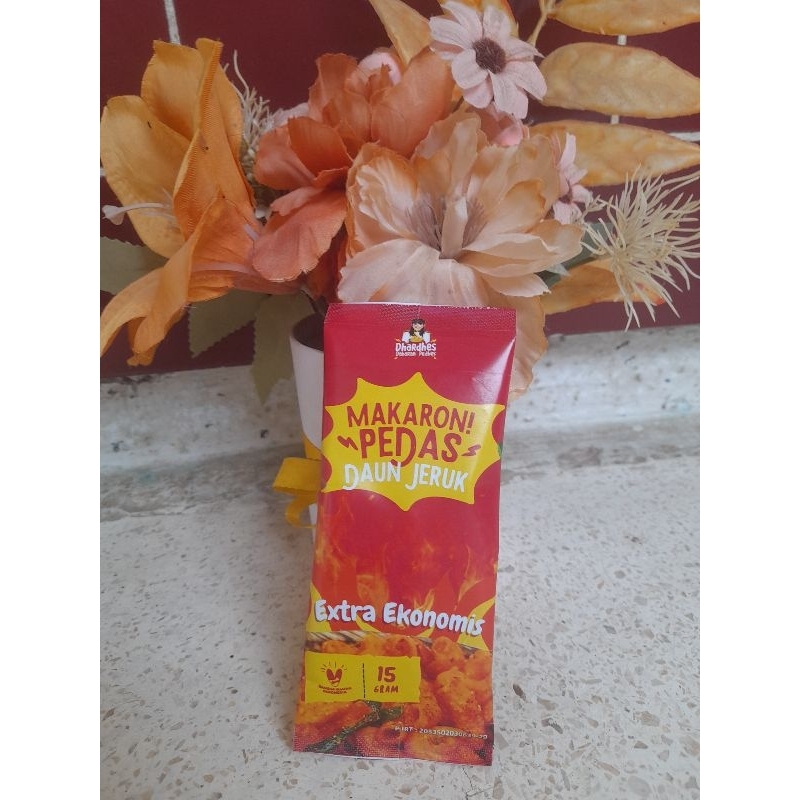 Dhardhes
MAKARONI
PEDAS
DAUN JERUK
Extra Ekonomis
15
GRAM